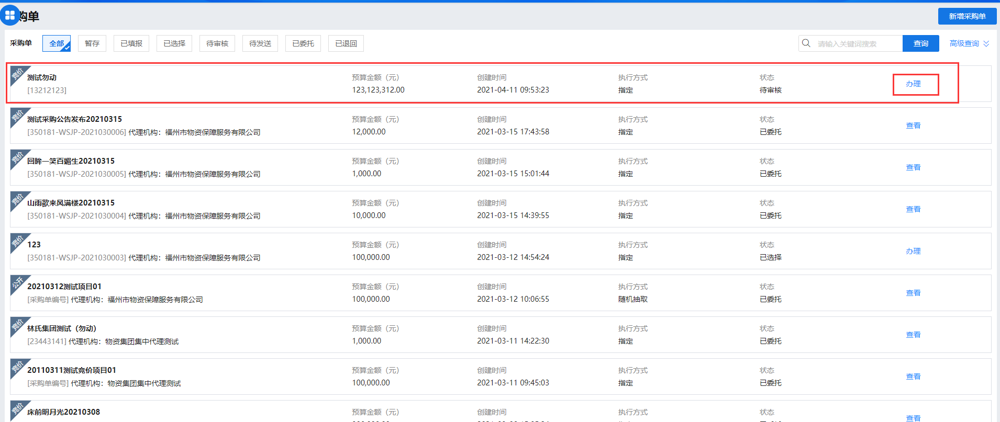 购单
新增采购单
采购单 全部 暂存 已填报 已选择 待审核 待发送 已委托 已退回 请输入关键词搜索 查询 高级查询
竞价
测试勿动 预算金额（元） 创建时间 执行方式 状态 办理
[13212123] 123,123,312.00 2021-04-11 09:53:23 指定 待审核
竞价
测试采购公告发布20210315 预算金额（元） 创建时间 执行方式 状态 查看
[350181-WSJP-2021030006] 代理机构：福州市物资保障服务有限公司 12,000.00 2021-03-15 17:43:58 指定 已委托
竞价
回眸一笑百媚生20210315 预算金额（元） 创建时间 执行方式 状态 查看
[350181-WSJP-2021030005] 代理机构：福州市物资保障服务有限公司 1,000.00 2021-03-15 15:01:44 指定 已委托
竞价
山雨欲来风满楼20210315 预算金额（元） 创建时间 执行方式 状态 查看
[350181-WSJP-2021030004] 代理机构：福州市物资保障服务有限公司 10,000.00 2021-03-15 14:39:55 指定 已委托
竞价
123 预算金额（元） 创建时间 执行方式 状态 办理
[350181-WSJP-2021030003] 代理机构：福州市物资保障服务有限公司 100,000.00 2021-03-12 14:54:24 指定 已选择
公开
20210312测试项目01 预算金额（元） 创建时间 执行方式 状态 查看
[采购单编号] 代理机构：福州市物资保障服务有限公司 100,000.00 2021-03-12 10:06:55 随机抽取 已委托
竞价
林氏集团测试（勿动） 预算金额（元） 创建时间 执行方式 状态 查看
[23443141] 代理机构：物资集团集中代理测试 1,000.00 2021-03-11 14:22:30 指定 已委托
竞价
20110311测试竞价项目01 预算金额（元） 创建时间 执行方式 状态 查看
[采购单编号] 代理机构：物资集团集中代理测试 100,000.00 2021-03-11 09:45:03 指定 已委托
竞价
床前明月光20210308 预算金额（元） 创建时间 执行方式 状态 查看